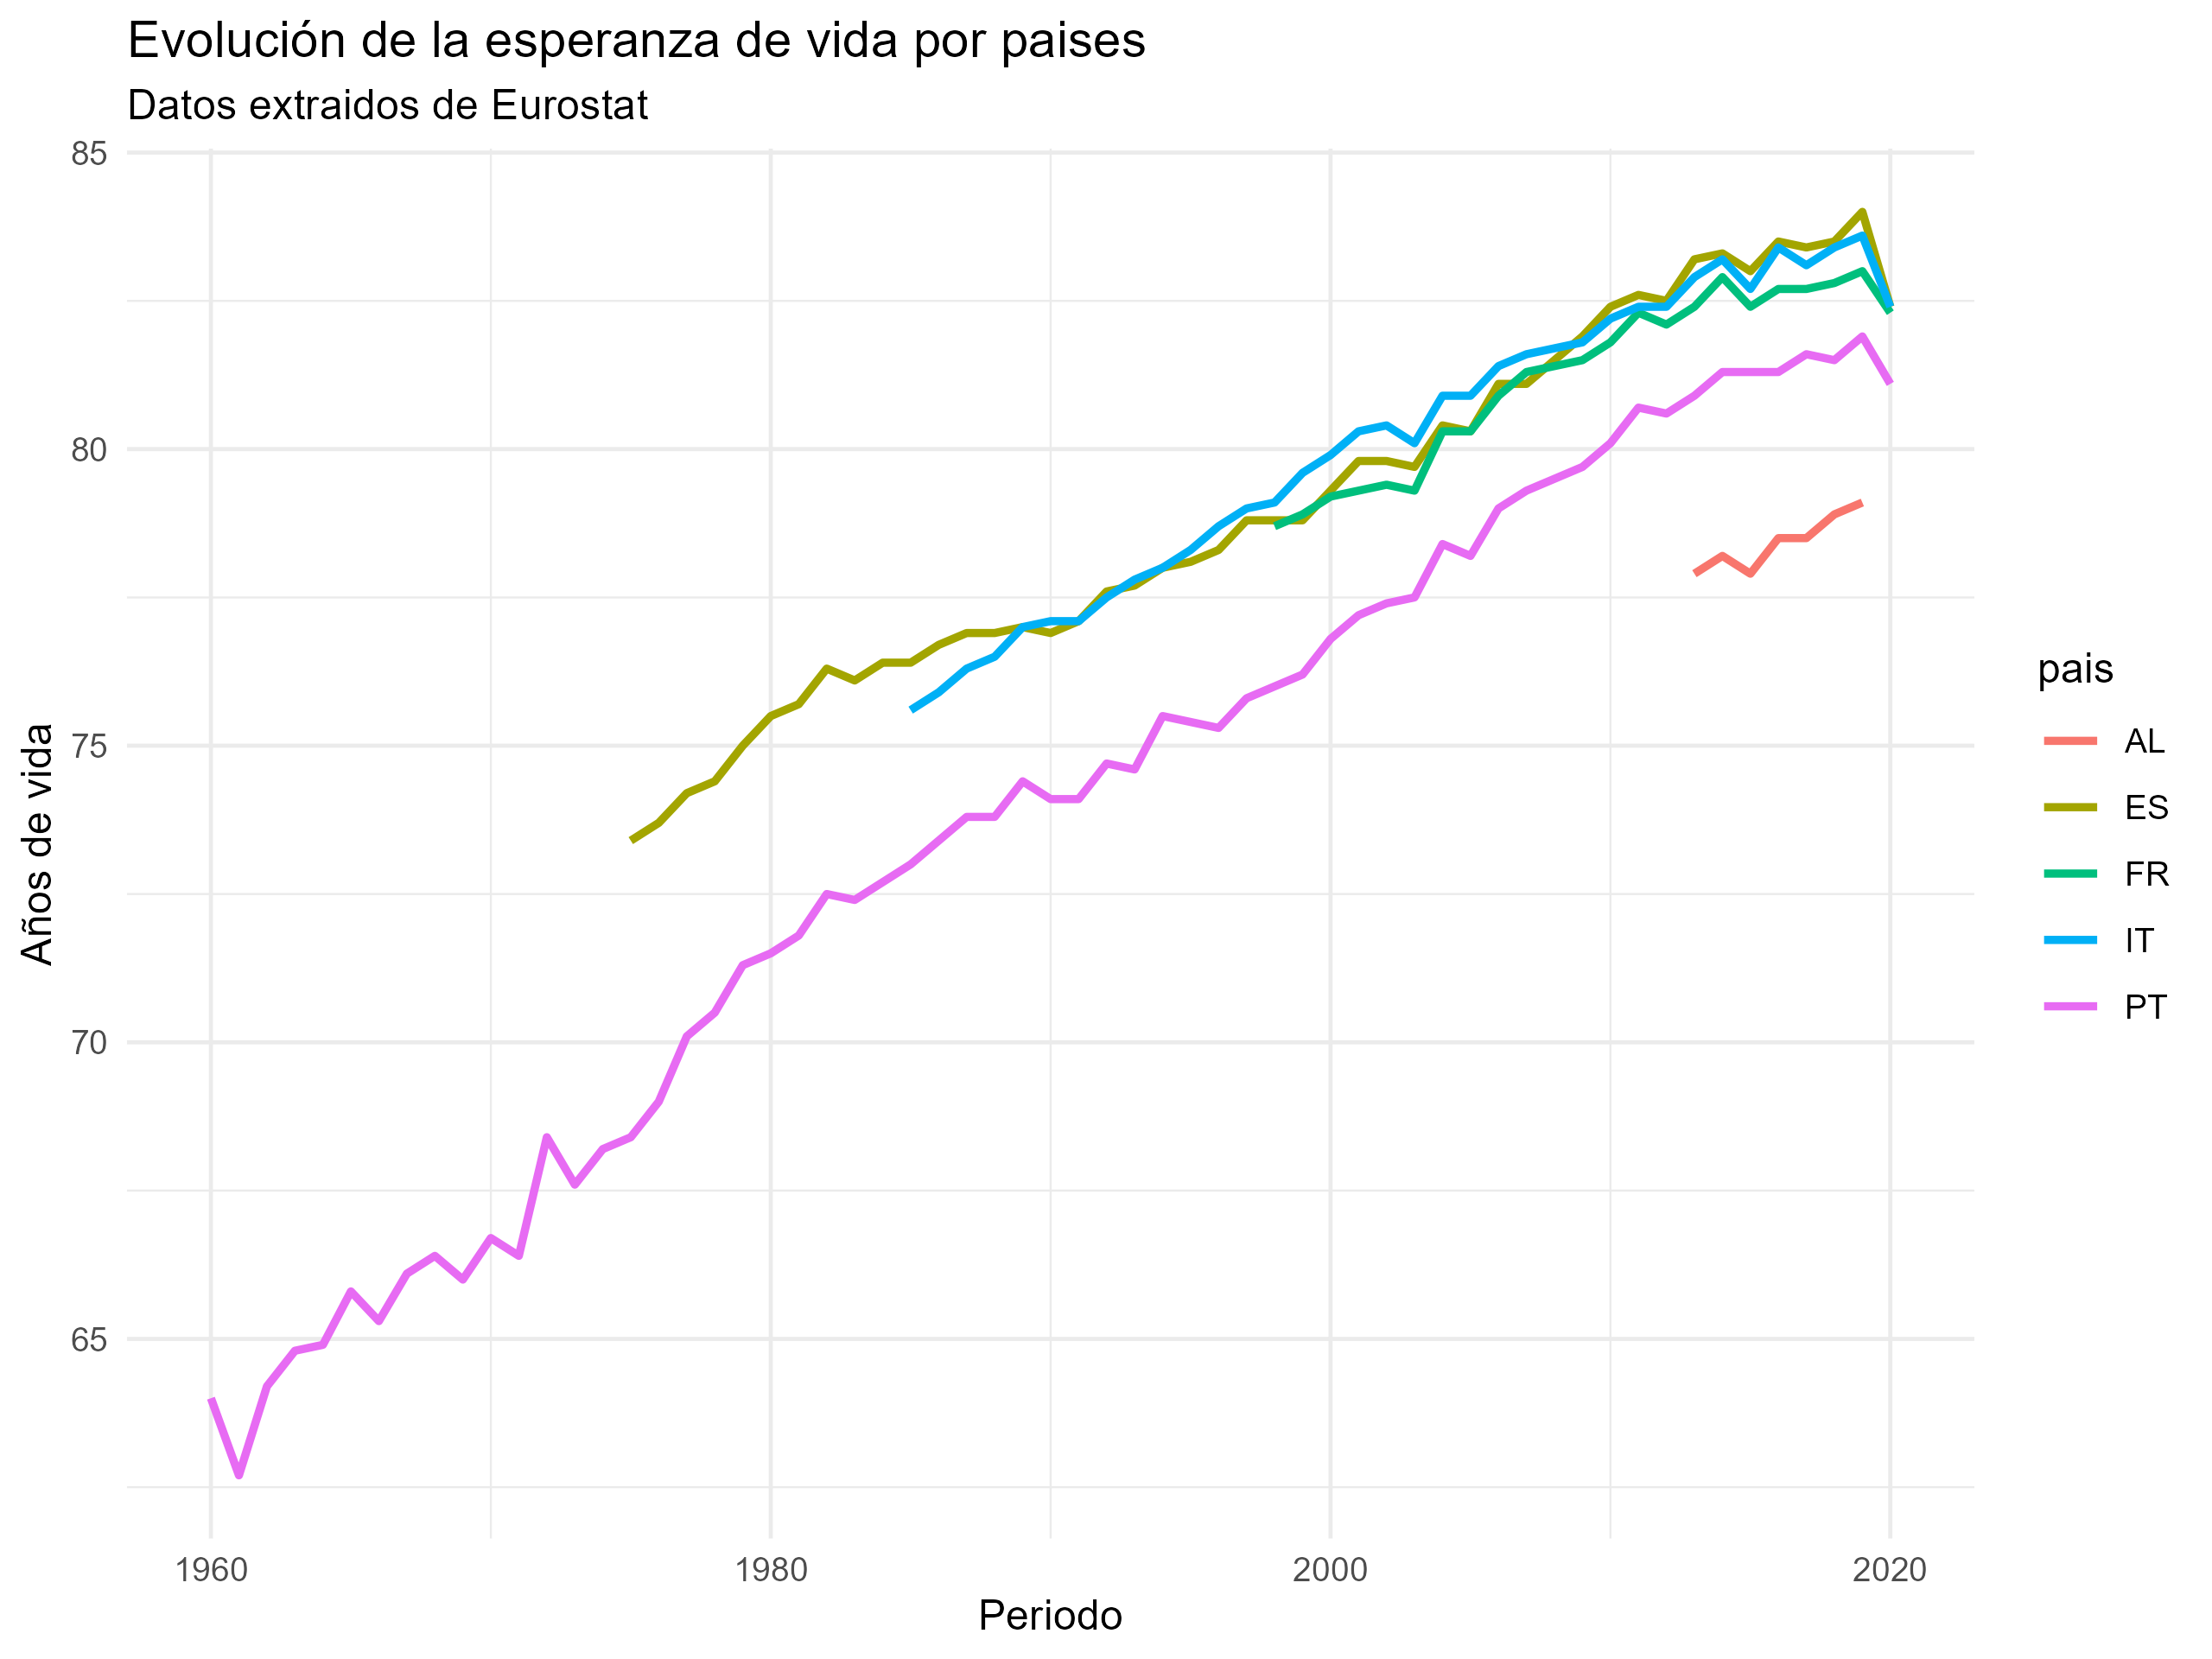 Evolución de la esperanza de vida por paises
Datos extraidos de Eurostat
85
80
75
70
65
Años de vida
1960
1980
2000
2020
Periodo
pais
AL
ES
FR
IT
PT